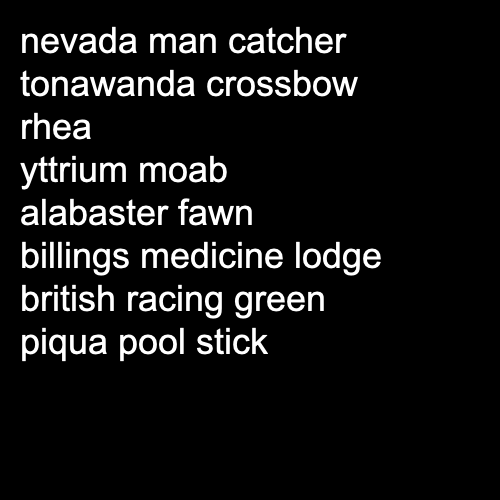 nevada man catcher
tonawanda crossbow
rhea
yttrium moab
alabaster fawn
billings medicine lodge
british racing green
piqua pool stick